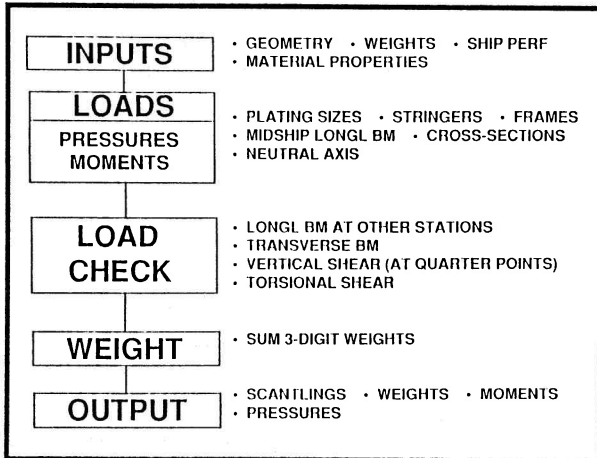 INPUTS
• GEOMETRY • WEIGHTS • SHIP PERF
• MATERIAL PROPERTIES
LOADS
PRESSURES
MOMENTS
• PLATING SIZES • STRINGERS • FRAMES
• MIDSHIP LONGL BM • CROSS-SECTIONS
• NEUTRAL AXIS
LOAD
CHECK
• LONGL BM AT OTHER STATIONS
• TRANSVERSE BM
• VERTICAL SHEAR (AT QUARTER POINTS)
• TORSIONAL SHEAR
WEIGHT
• SUM 3-DIGIT WEIGHTS
OUTPUT
• SCANTLINGS • WEIGHTS • MOMENTS
• PRESSURES